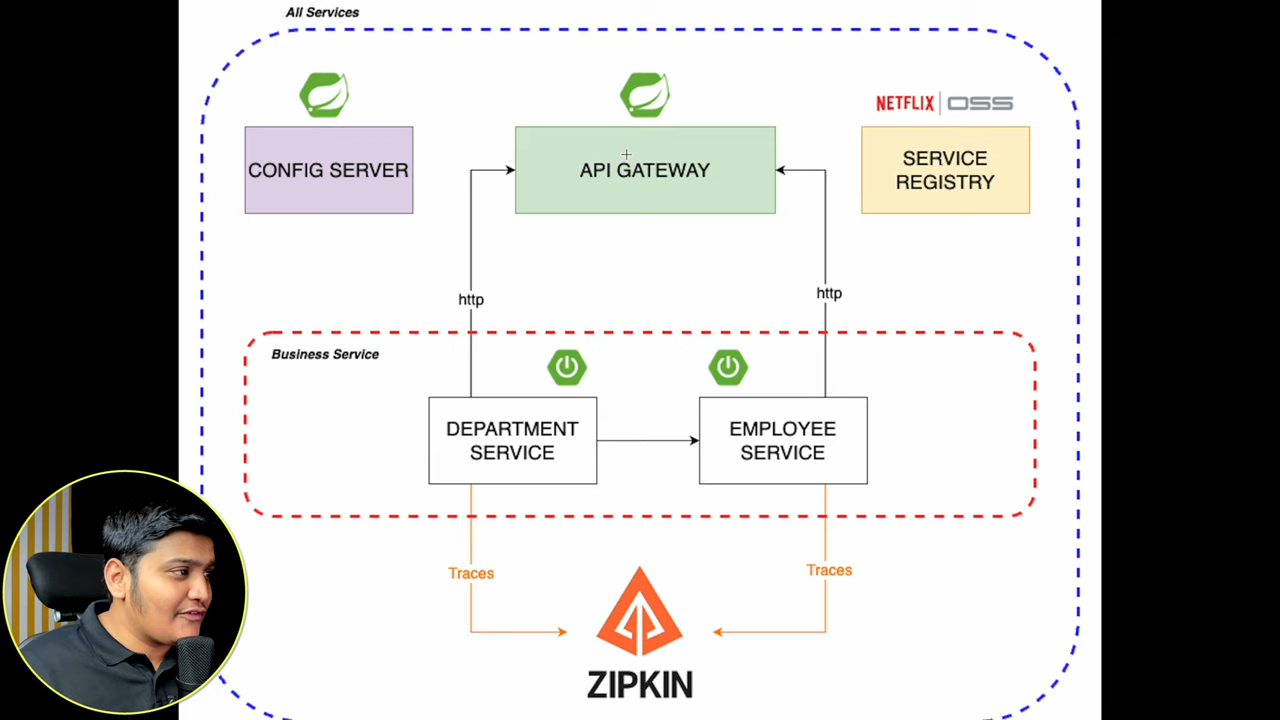 All Services
NETFLIX OSS
CONFIG SERVER
API GATEWAY
SERVICE
REGISTRY
http
http
Business Service
DEPARTMENT
SERVICE
EMPLOYEE
SERVICE
Traces
Traces
ZIPKIN